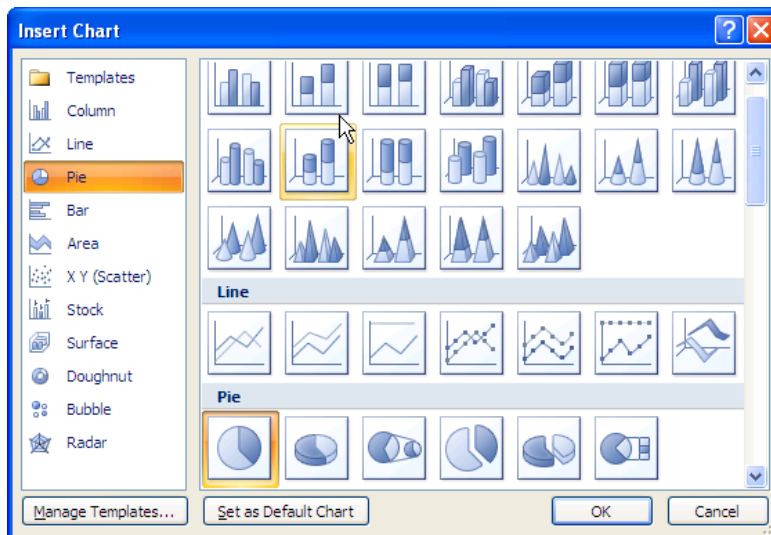 Insert Chart
Templates
Column
Line
Pie
Bar
Area
X Y (Scatter)
Stock
Surface
Doughnut
Bubble
Radar
Line
Pie
Manage Templates...
Set as Default Chart
OK
Cancel